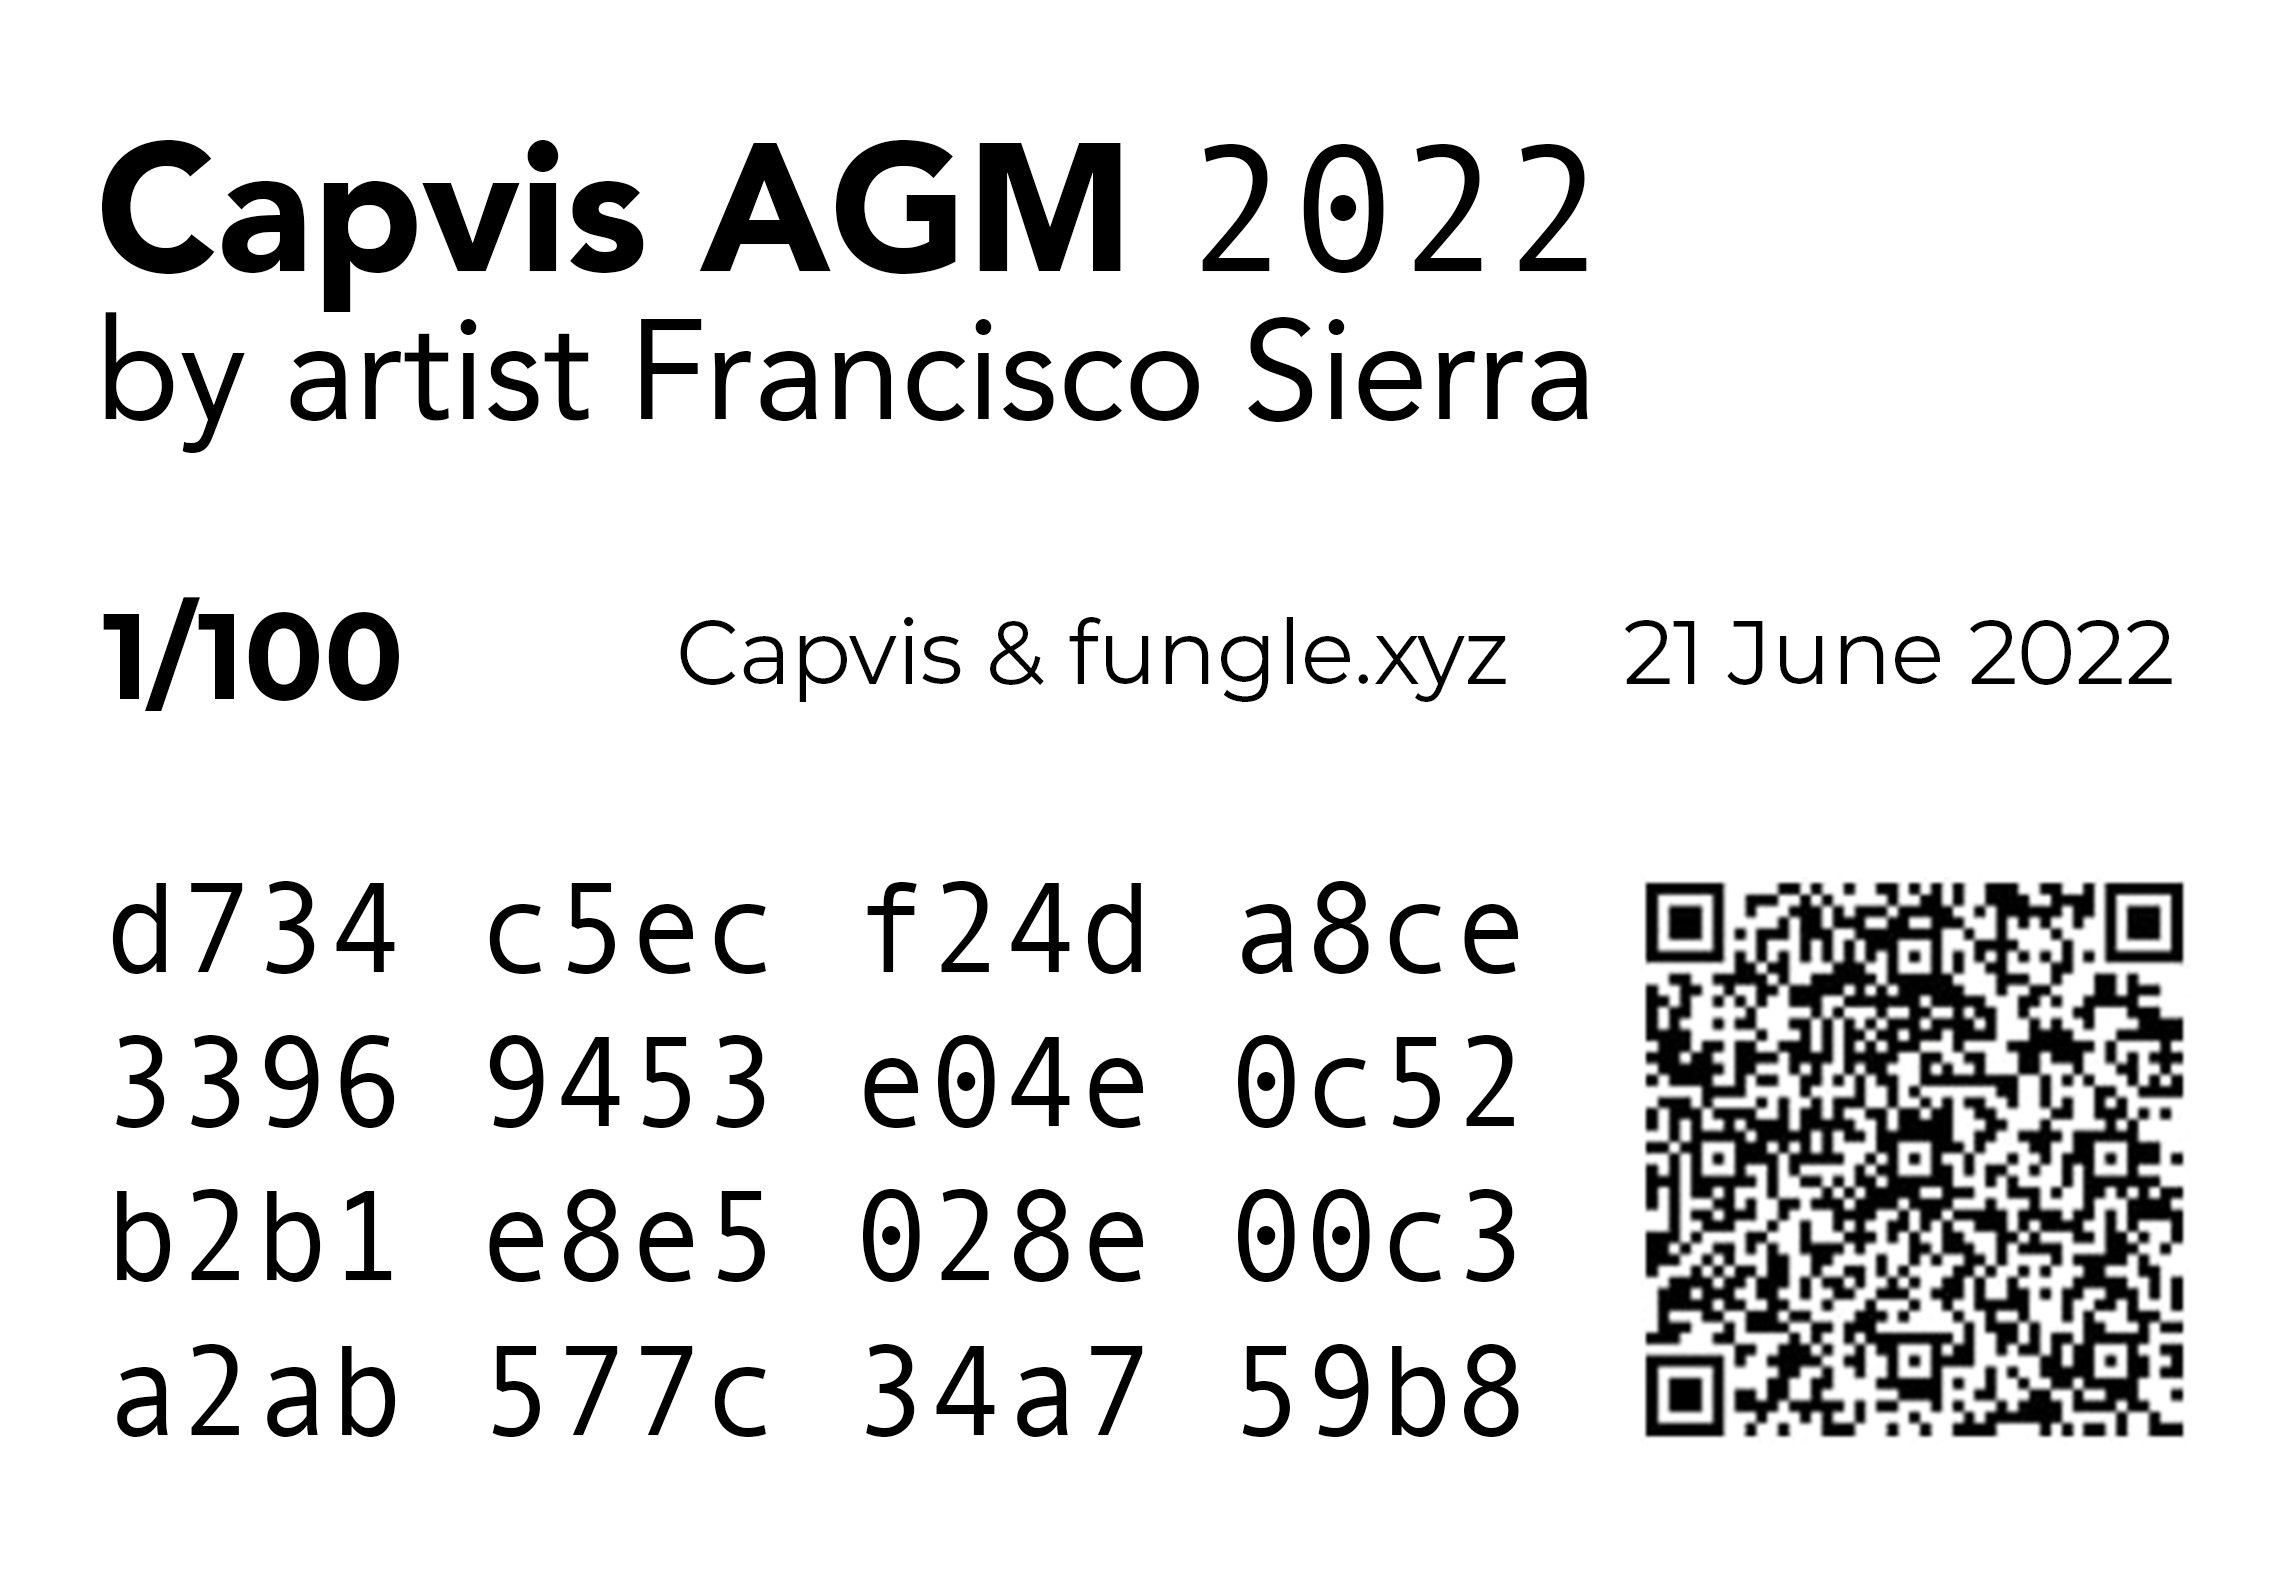 Capvis AGM 2022
by artist Francisco Sierra
1/100 Capvis & fungle.xyz 21 June 2022
d734 c5ec f24d a8ce
3396 9453 e04e 0c52
b2b1 e8e5 028e 00c3
a2ab 577c 34a7 59b8